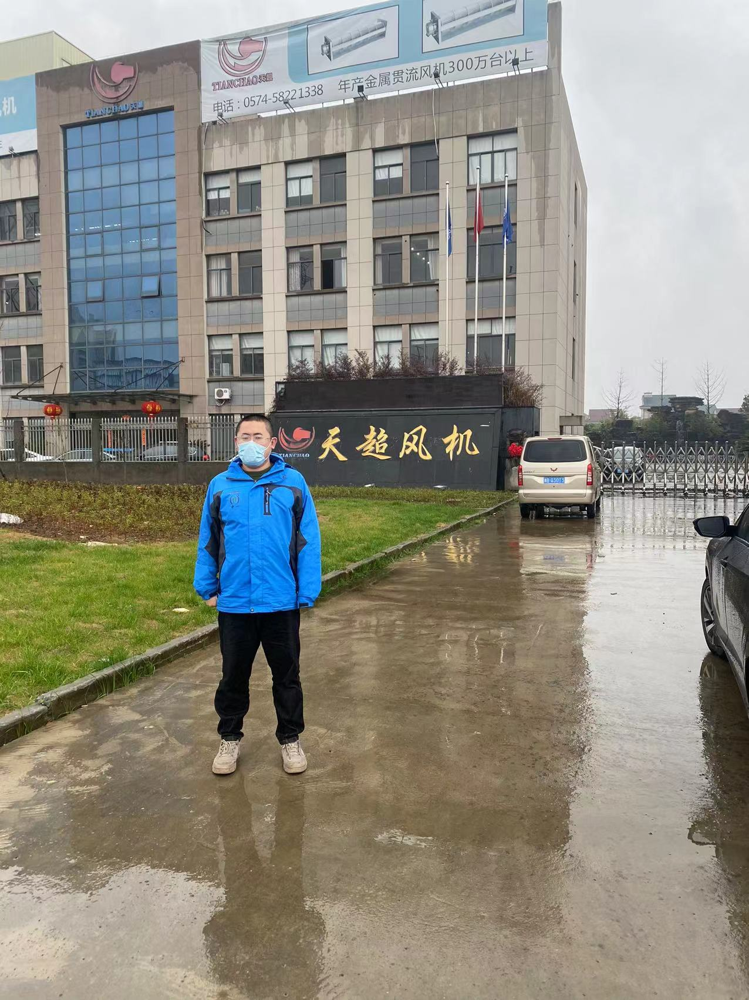 机
TIANCHAO天超
TIANCHAO天超
电话：0574-58221338
年产金属贯流风机300万台以上
TIANCHAO
天超风机
Q30T3